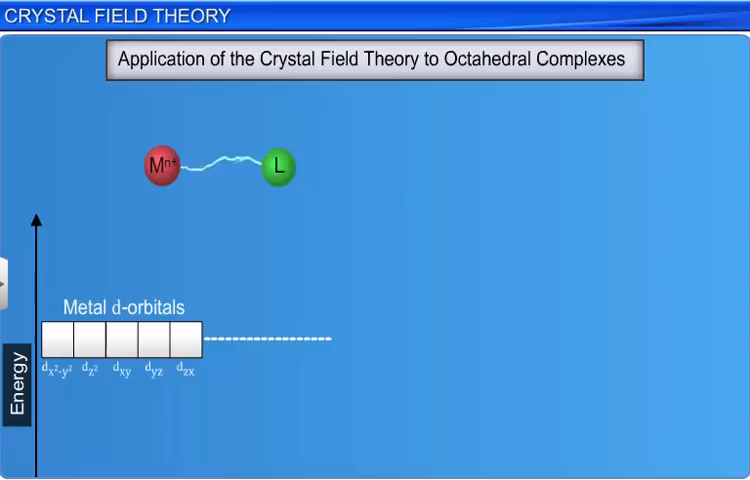 CRYSTAL FIELD THEORY
Application of the Crystal Field Theory to Octahedral Complexes
Mⁿ⁺ L
Metal d-orbitals
dx²-y² dz² dxy dyz dzx
Energy